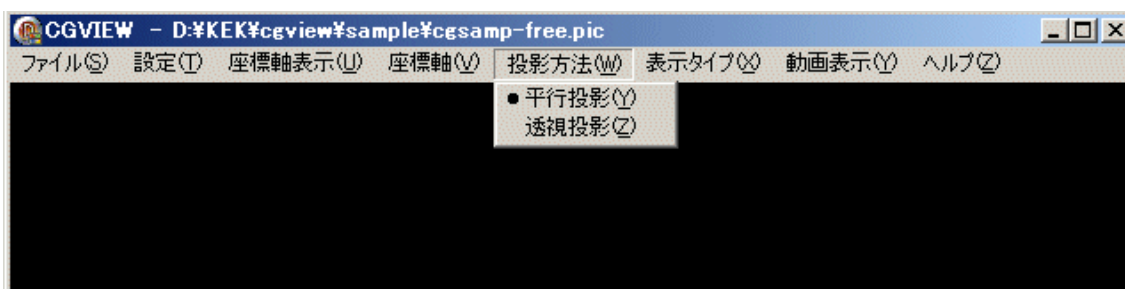 CGVIEW - D:¥KEK¥cgview¥sample¥cgsamp-free.pic
ファイル(S) 設定(T) 座標軸表示(U) 座標軸(V) 投影方法(W) 表示タイプ(X) 動画表示(Y) ヘルプ(Z)
●平行投影(Y)
透視投影(Z)